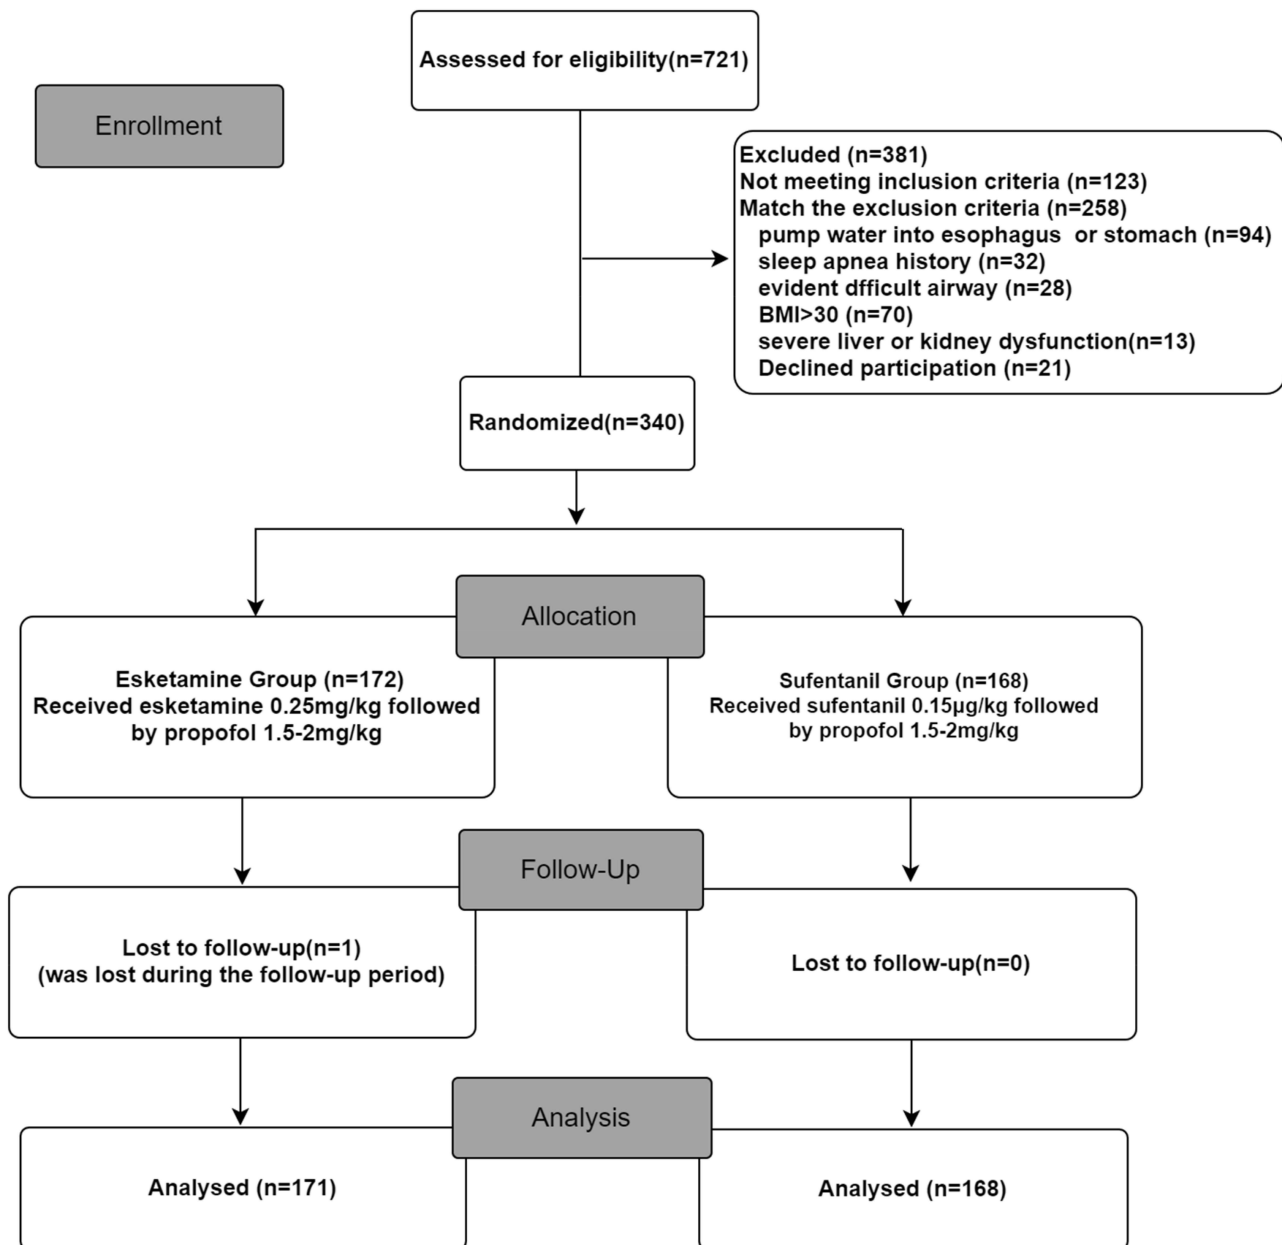 Assessed for eligibility(n=721)
Enrollment
Excluded (n=381)
Not meeting inclusion criteria (n=123)
Match the exclusion criteria (n=258)
pump water into esophagus  or stomach (n=94)
sleep apnea history (n=32)
evident dfficult airway (n=28)
BMI>30 (n=70)
severe liver or kidney dysfunction(n=13)
Declined participation (n=21)
Randomized(n=340)
Allocation
Esketamine Group (n=172)
Received esketamine 0.25mg/kg followed
by propofol 1.5-2mg/kg
Sufentanil Group (n=168)
Received sufentanil 0.15µg/kg followed
by propofol 1.5-2mg/kg
Follow-Up
Lost to follow-up(n=1)
(was lost during the follow-up period)
Lost to follow-up(n=0)
Analysis
Analysed (n=171)
Analysed (n=168)